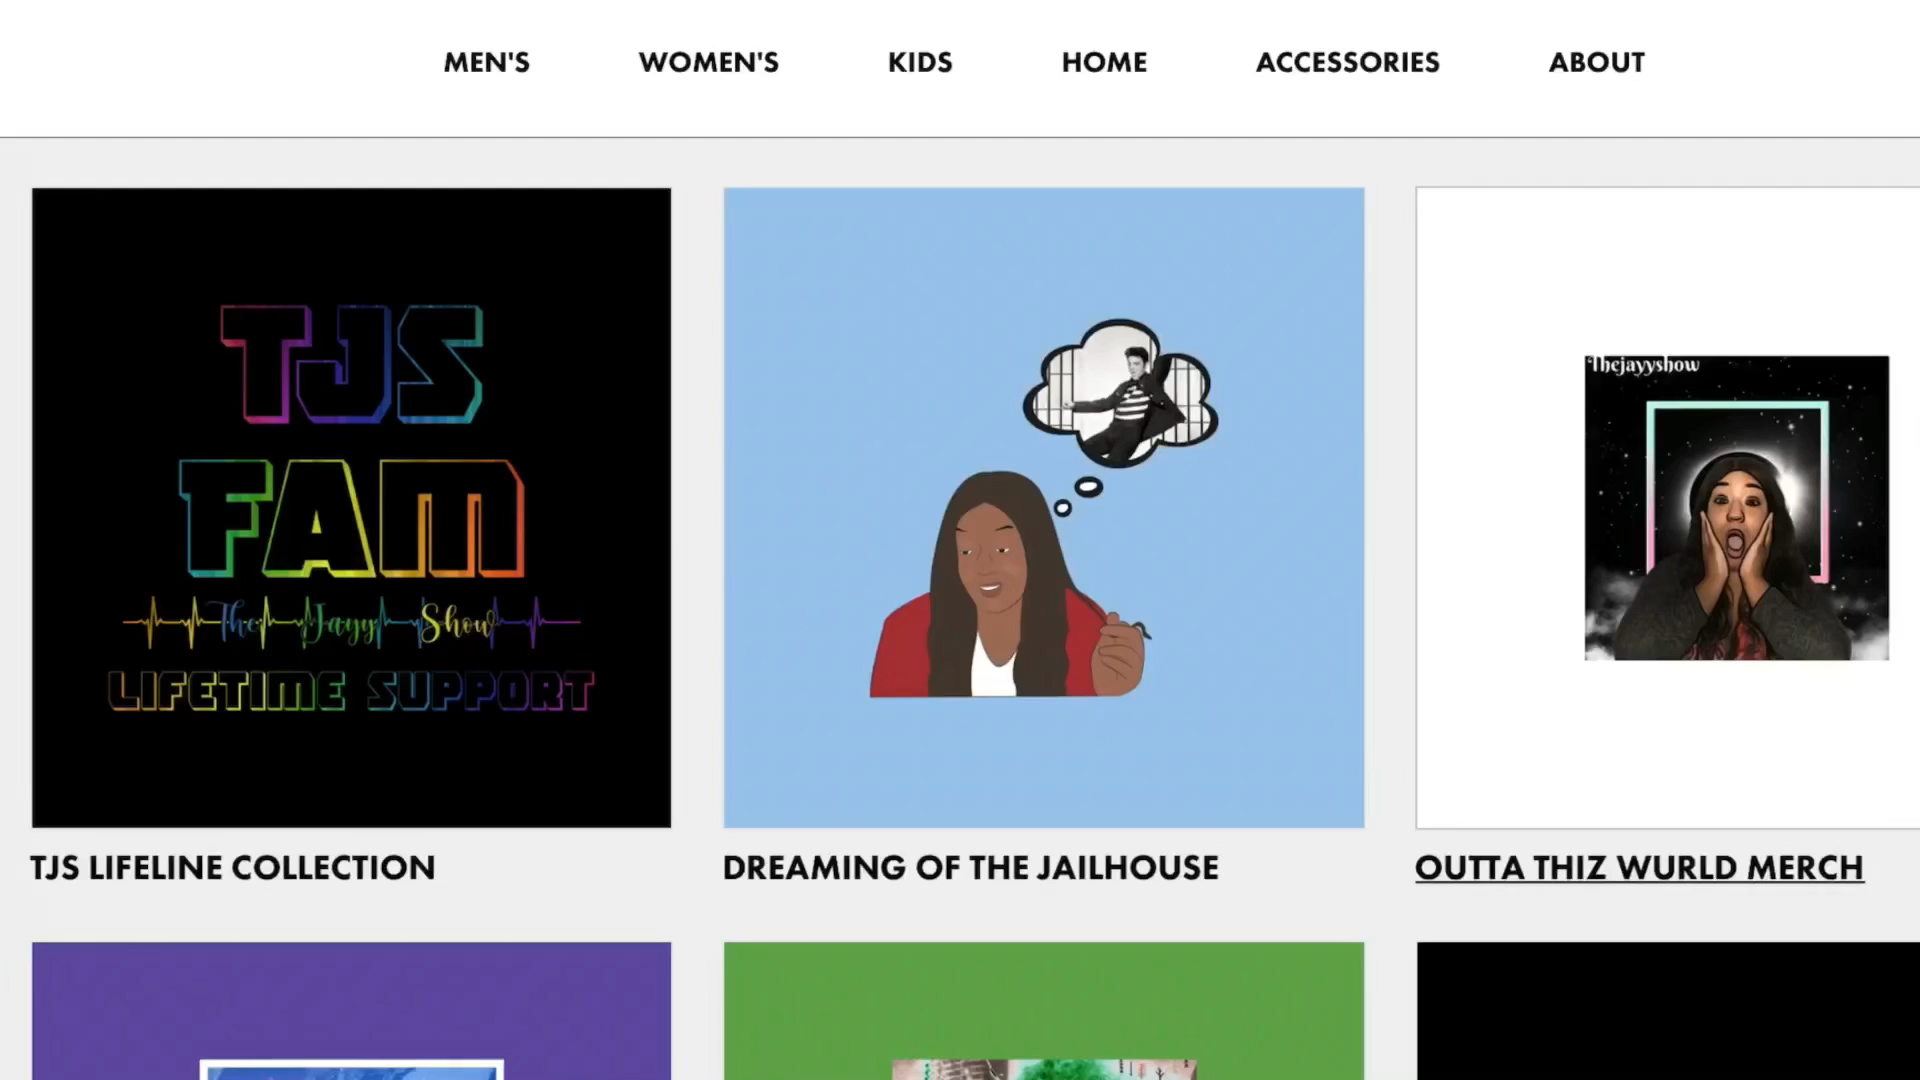 MEN'S WOMEN'S KIDS HOME ACCESSORIES ABOUT
TJS
FAM
The Jayy Show
LIFETIME SUPPORT
Thejayyshow
TJS LIFELINE COLLECTION
DREAMING OF THE JAILHOUSE
OUTTA THIZ WURLD MERCH